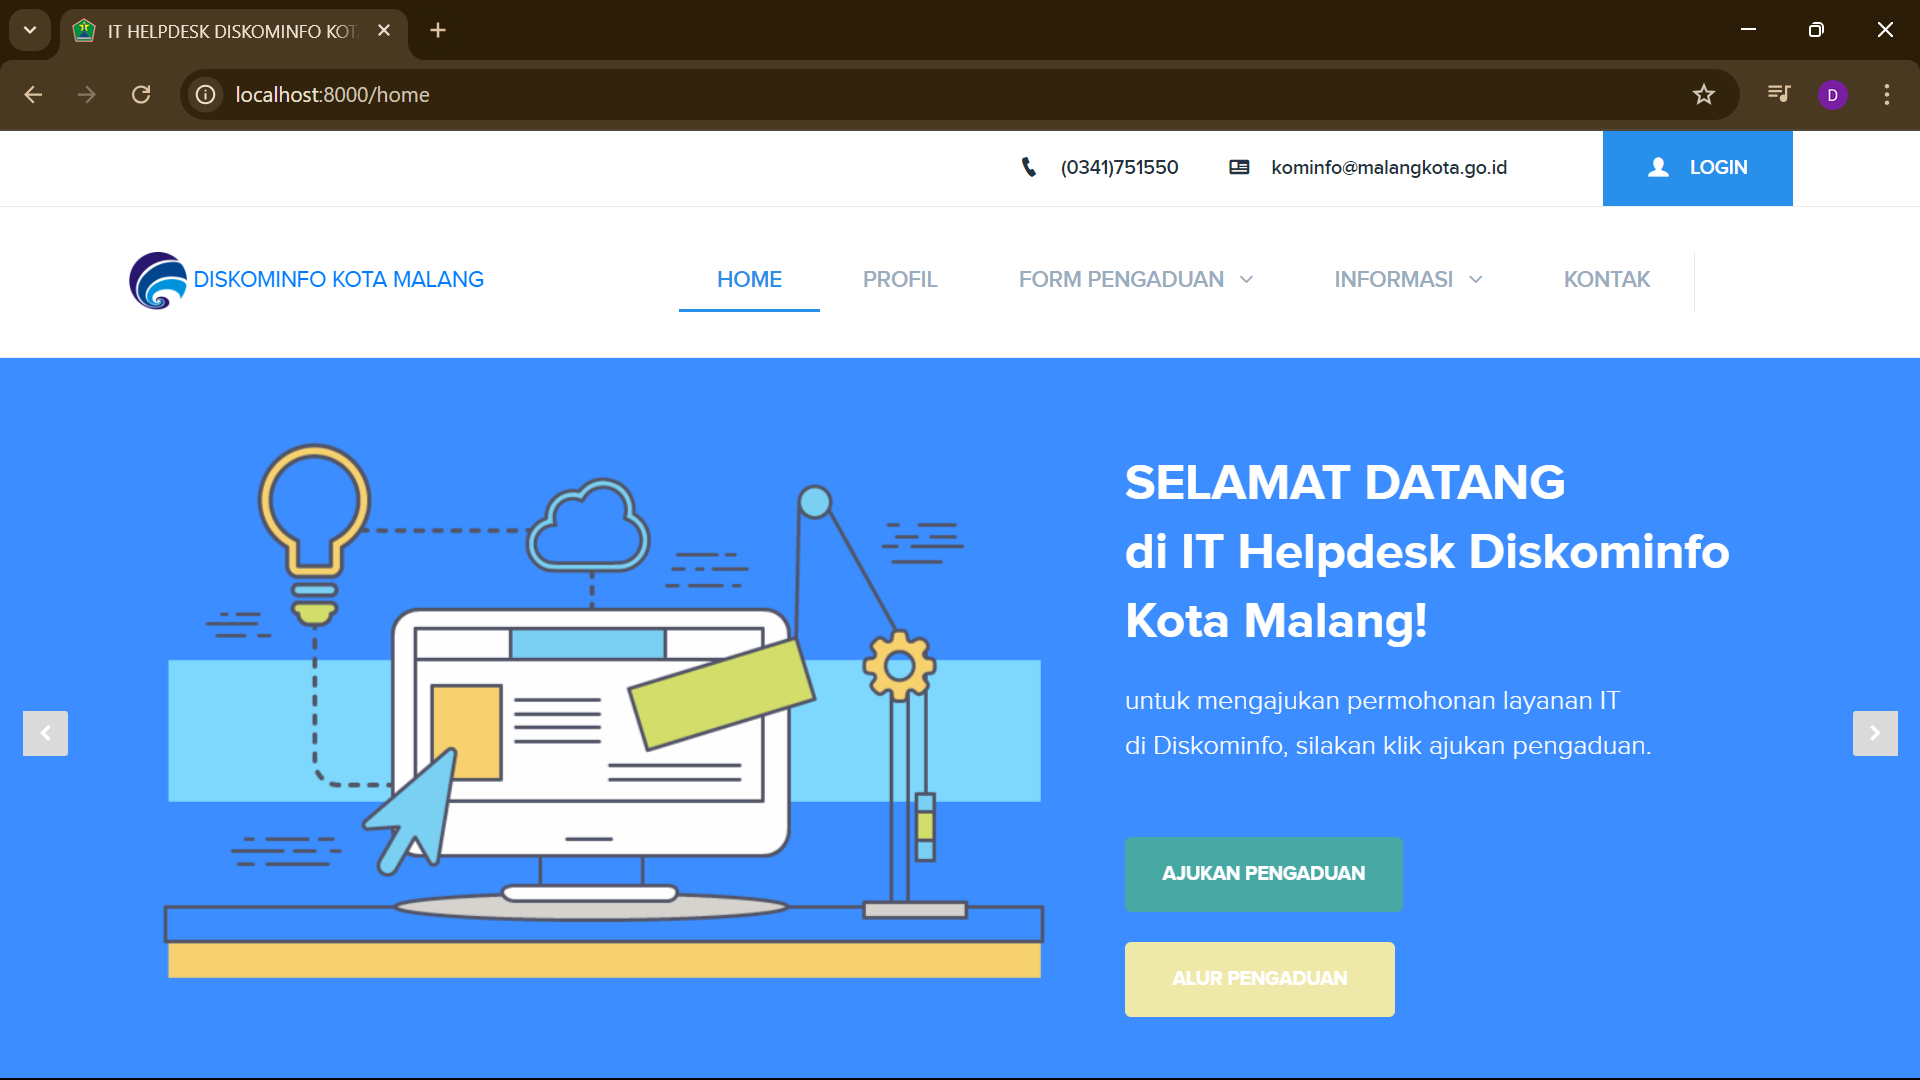 IT HELPDESK DISKOMINFO KOT
localhost:8000/home
D
(0341)751550
kominfo@malangkota.go.id
LOGIN
DISKOMINFO KOTA MALANG
HOME
PROFIL
FORM PENGADUAN
INFORMASI
KONTAK
SELAMAT DATANG
di IT Helpdesk Diskominfo
Kota Malang!
untuk mengajukan permohonan layanan IT
di Diskominfo, silakan klik ajukan pengaduan.
AJUKAN PENGADUAN
ALUR PENGADUAN